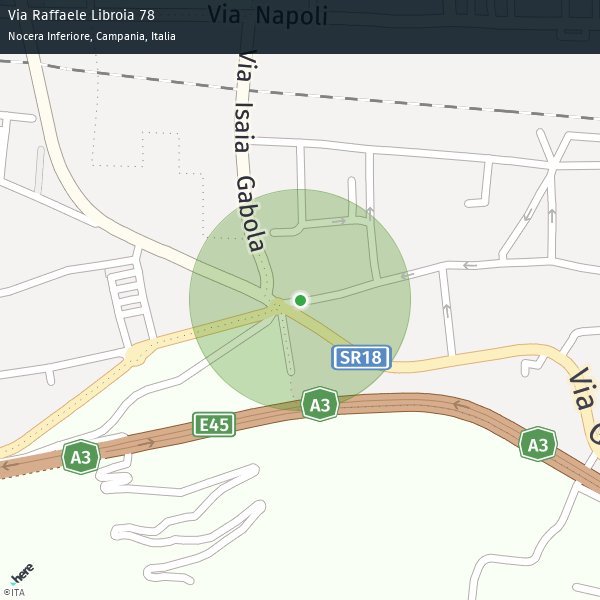 Via Raffaele Libroia 78
Nocera Inferiore, Campania, Italia
Via Napoli
Via Isaia Gabola
SR18
A3
E45
A3
A3
Via
here
©ITA